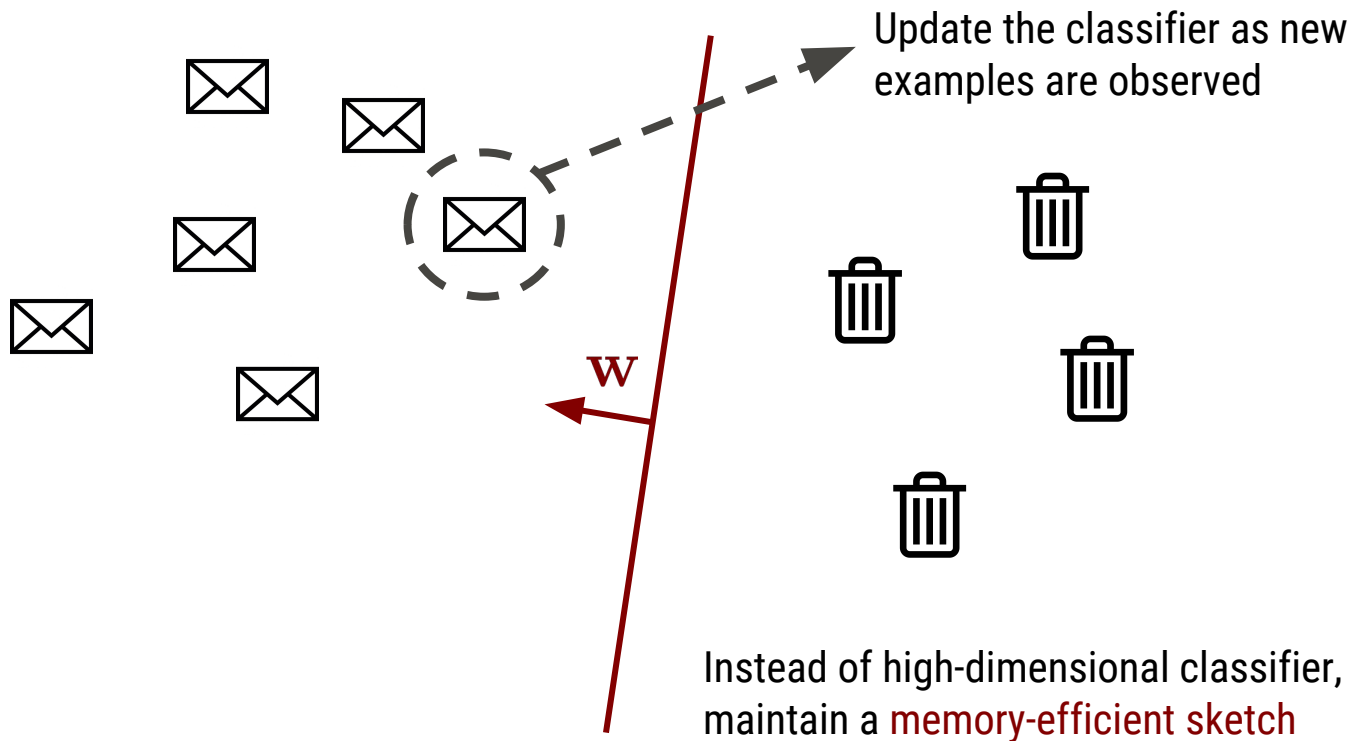 Update the classifier as new
examples are observed
w
Instead of high-dimensional classifier,
maintain a memory-efficient sketch